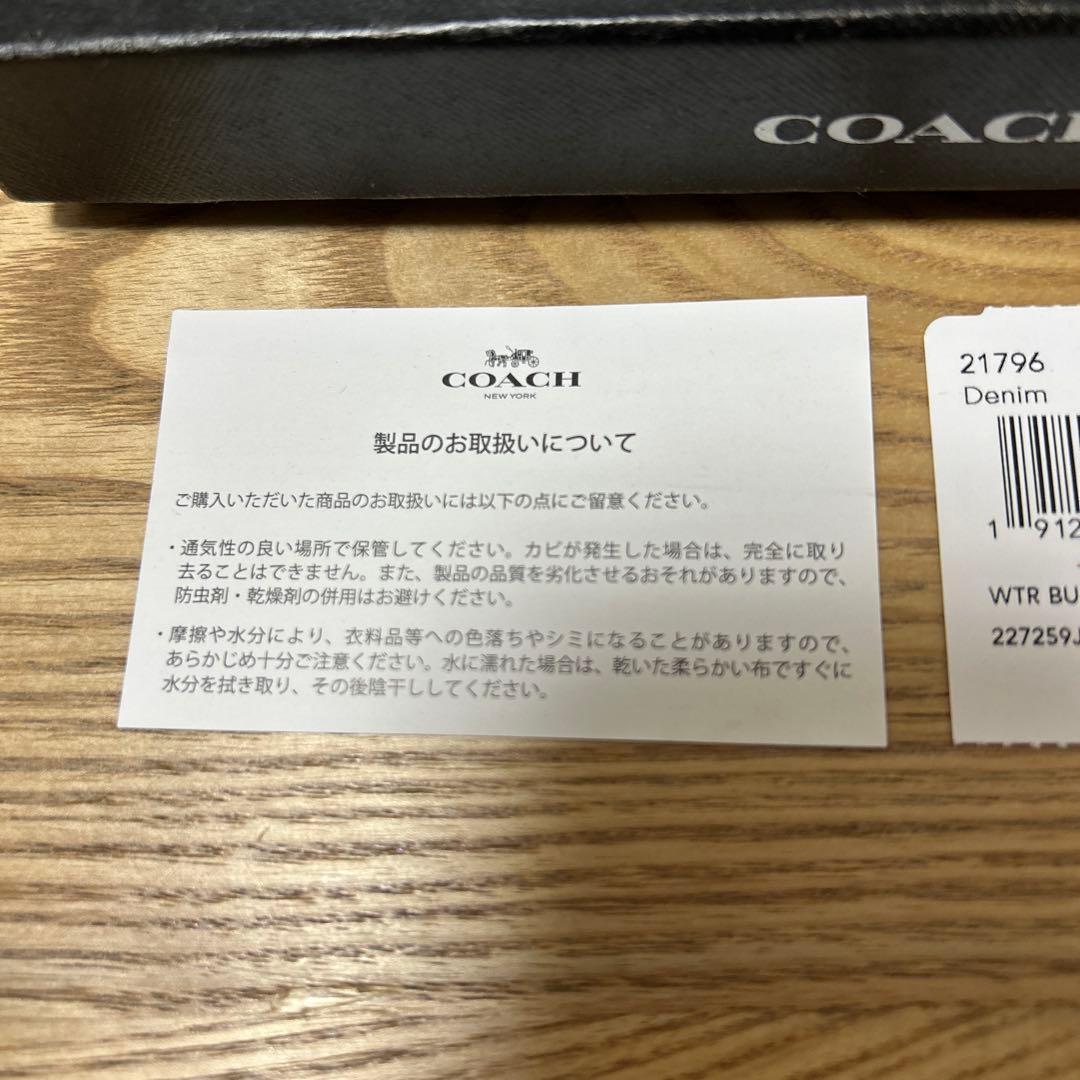 COACH
COACH
NEW YORK
製品のお取扱いについて
ご購入いただいた商品のお取扱いには以下の点にご留意ください。
・通気性の良い場所で保管してください。カビが発生した場合は、完全に取り
去ることはできません。また、製品の品質を劣化させるおそれがありますので、
防虫剤・乾燥剤の併用はお避けください。
・摩擦や水分により、衣料品等への色落ちやシミになることがありますので、
あらかじめ十分ご注意ください。水に濡れた場合は、乾いた柔らかい布ですぐに
水分を拭き取り、その後陰干ししてください。
21796
Denim
1 912
WTR BU
227259J